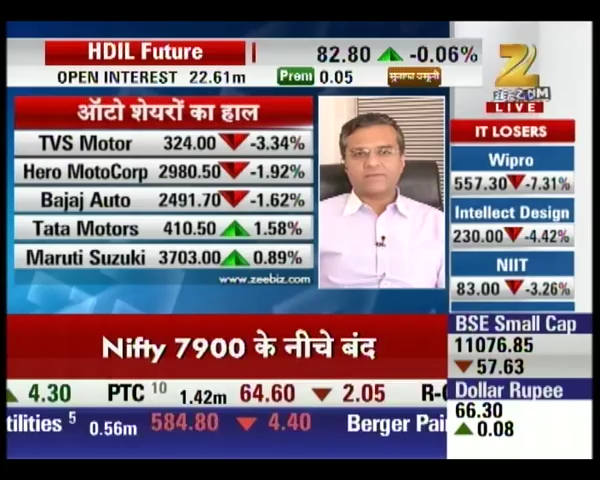 HDIL Future
82.80 -0.06%
OPEN INTEREST 22.61m Prem 0.05 मुनाफा वसूली
ZEEBIZ.COM
LIVE
ऑटो शेयरों का हाल
TVS Motor 324.00 -3.34%
Hero MotoCorp 2980.50 -1.92%
Bajaj Auto 2491.70 -1.62%
Tata Motors 410.50 1.58%
Maruti Suzuki 3703.00 0.89%
www.zeebiz.com
IT LOSERS
Wipro
557.30 -7.31%
Intellect Design
230.00 -4.42%
NIIT
83.00 -3.26%
Nifty 7900 के नीचे बंद
BSE Small Cap
11076.85
57.63
Dollar Rupee
66.30
0.08
4.30 PTC 10 1.42m 64.60 2.05 R-
tilities 5 0.56m 584.80 4.40 Berger Pai